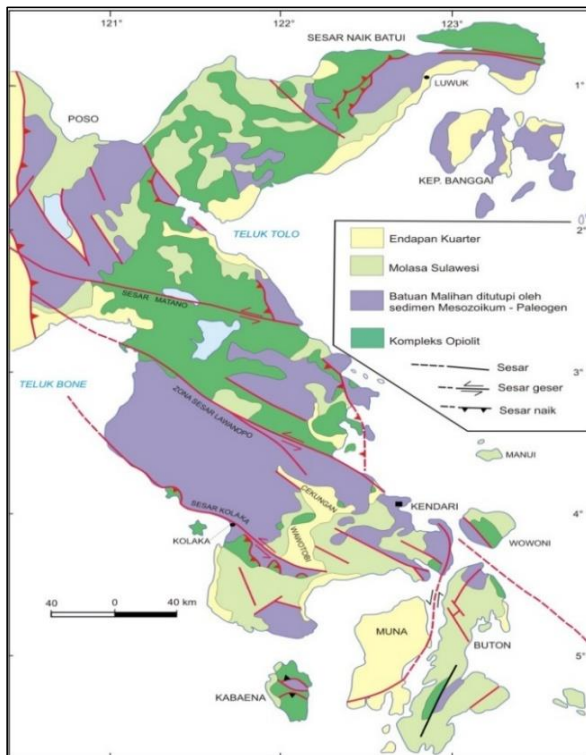 121°
122°
123°
SESAR NAIK BATUI
LUWUK
1°
POSO
KEP. BANGGAI
2°
TELUK TOLO
Endapan Kuarter
Molasa Sulawesi
Batuan Malihan ditutupi oleh
sedimen Mesozoikum - Paleogen
Kompleks Opiolit
SESAR MATANO
Sesar
Sesar geser
Sesar naik
3°
TELUK BONE
ZONA SESAR LAWANOPO
MANUI
CEKUNGAN
WAWOTOBI
KENDARI
4°
SESAR KOLAKA
KOLAKA
WOWONI
40
0
40 km
MUNA
BUTON
5°
KABAENA
121°
122°
123°